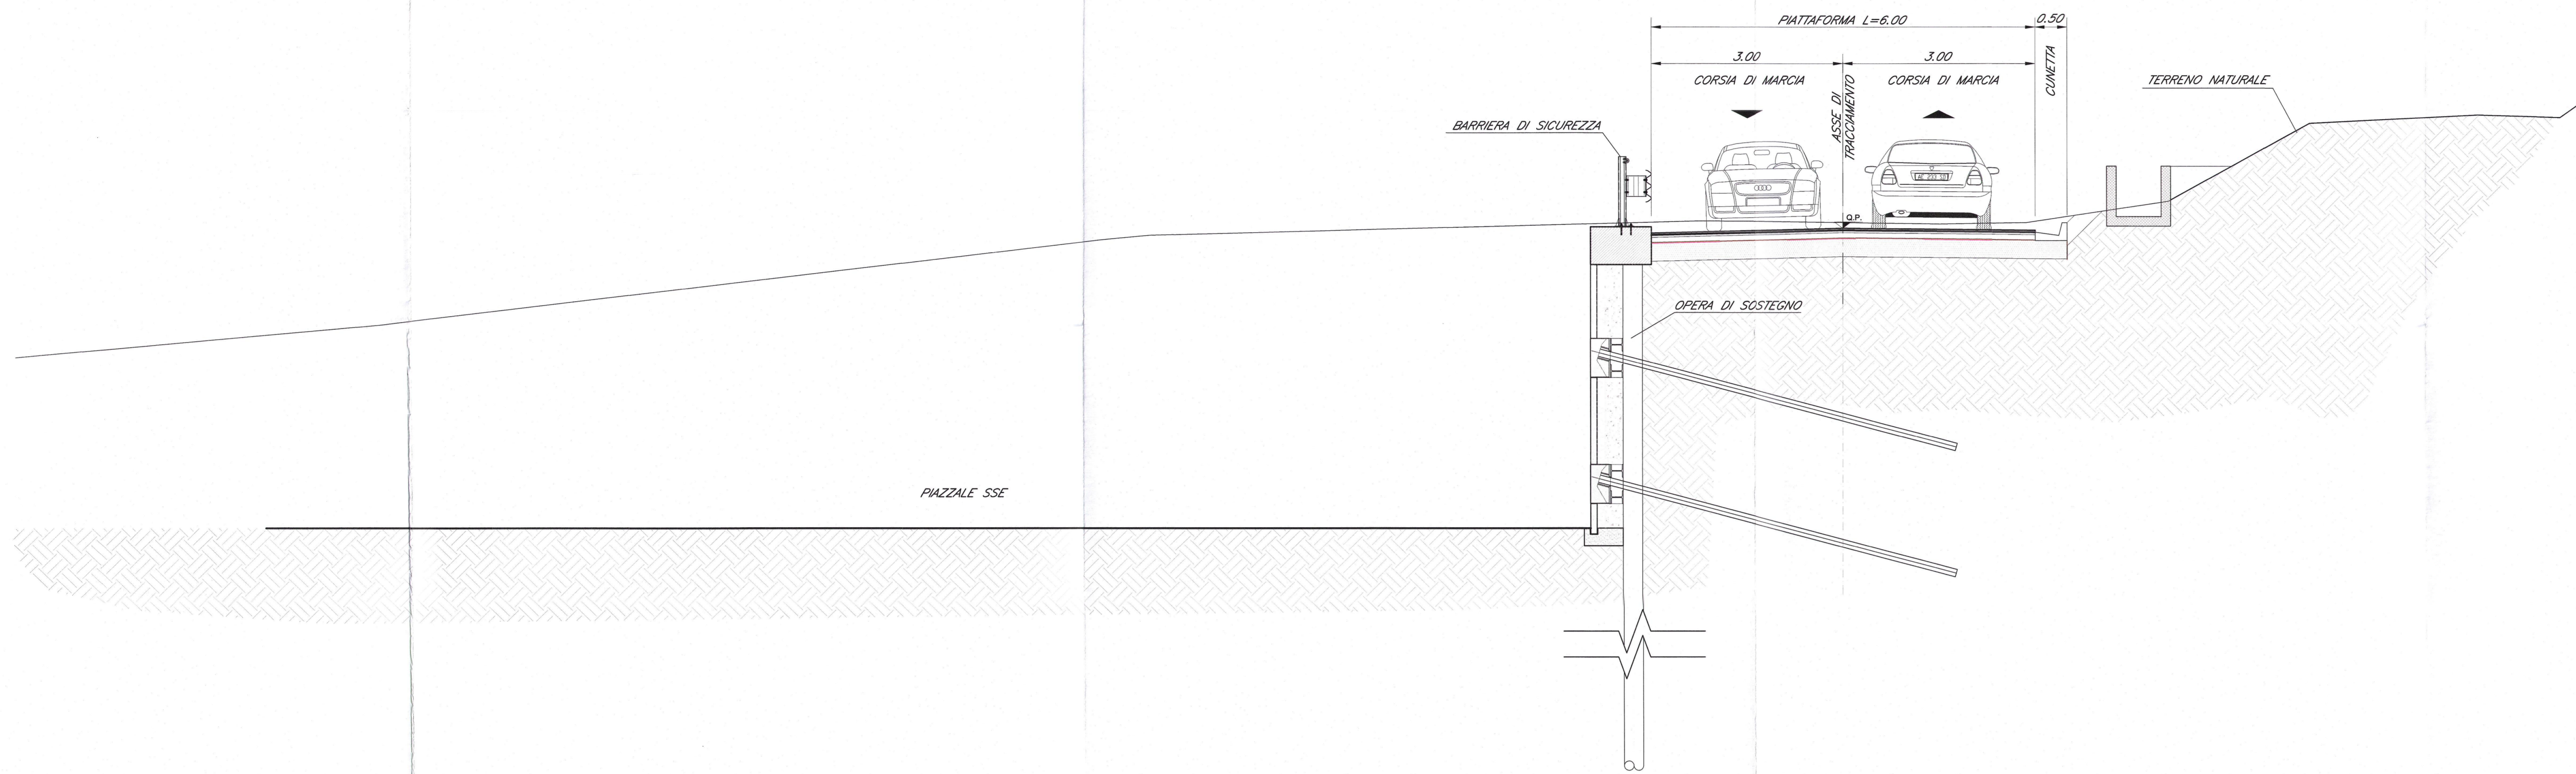 PIATTAFORMA L=6.00
0.50
3.00
3.00
CORSIA DI MARCIA
CORSIA DI MARCIA
ASSE DI
TRACCIAMENTO
CUNETTA
TERRENO NATURALE
BARRIERA DI SICUREZZA
Q.P.
OPERA DI SOSTEGNO
PIAZZALE SSE